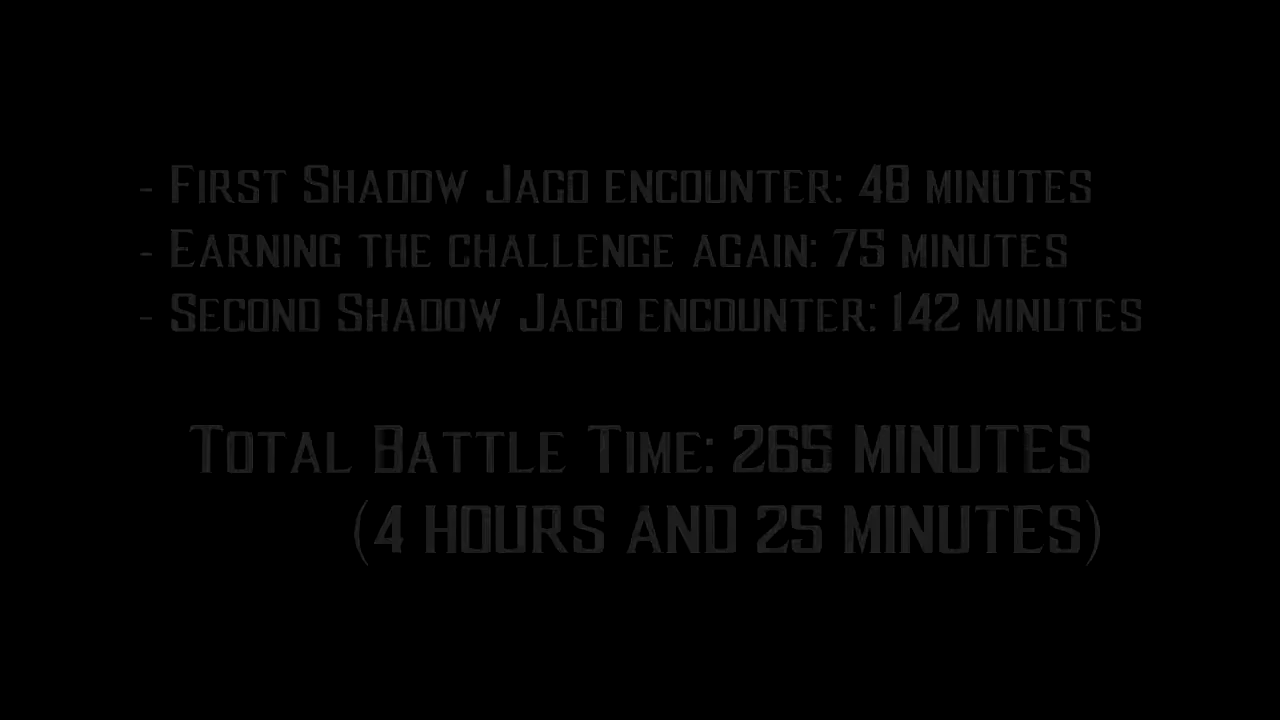 - First Shadow Jago encounter: 48 minutes
- Earning the challenge again: 75 minutes
- Second Shadow Jago encounter: 142 minutes
Total Battle Time: 265 MINUTES
(4 HOURS AND 25 MINUTES)